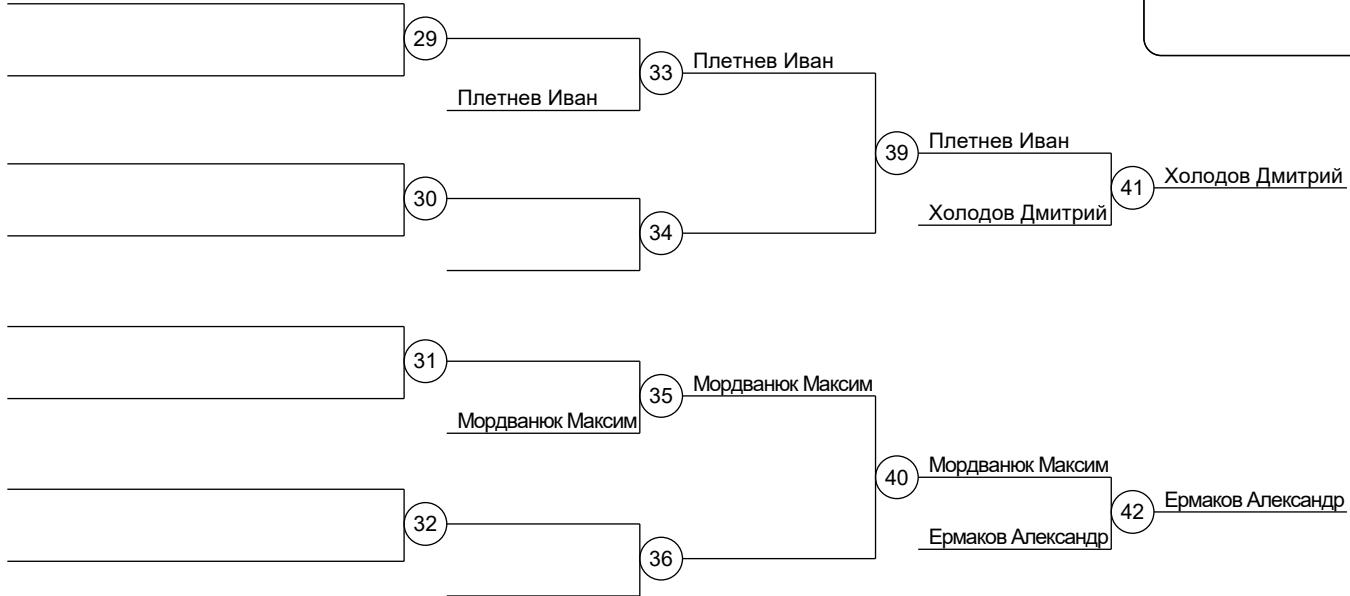 29
33
Плетнев Иван
Плетнев Иван
39
Плетнев Иван
41
Холодов Дмитрий
Холодов Дмитрий
30
34
31
35
Мордванюк Максим
Мордванюк Максим
40
Мордванюк Максим
42
Ермаков Александр
Ермаков Александр
32
36